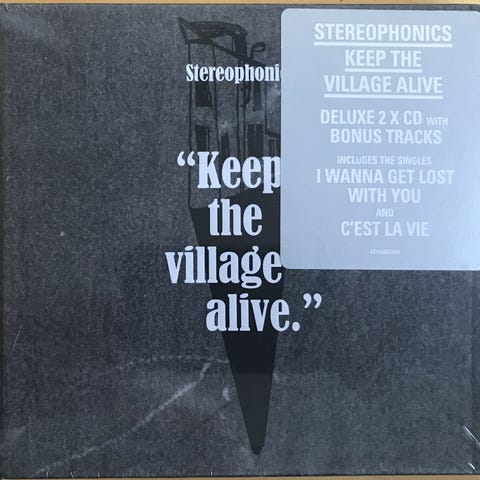 Stereophoni
“Keep
the
village
alive.”
STEREOPHONICS
KEEP THE
VILLAGE ALIVE
DELUXE 2 X CD WITH
BONUS TRACKS
INCLUDES THE SINGLES
I WANNA GET LOST
WITH YOU
AND
C'EST LA VIE